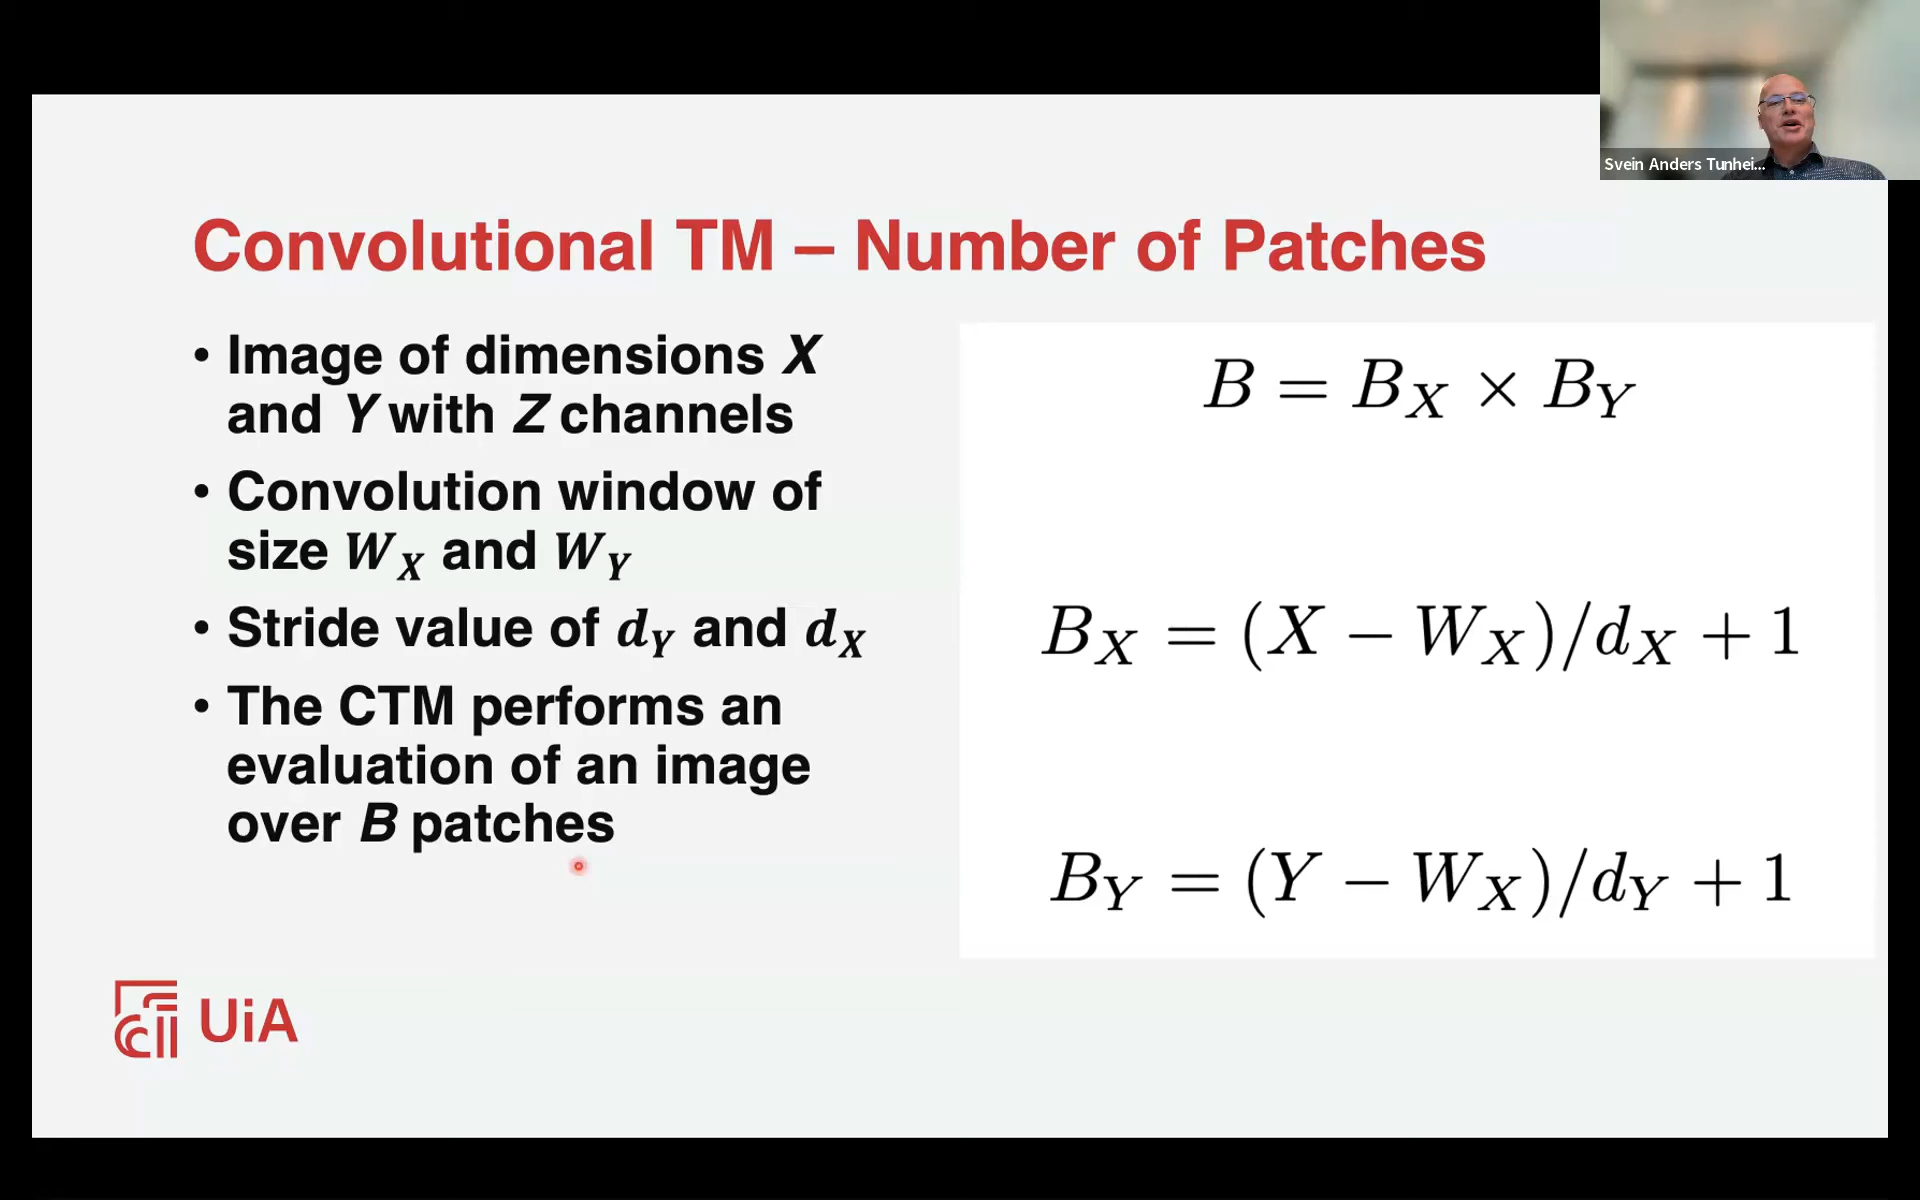 Svein Anders Tunhei...
Convolutional TM – Number of Patches
• Image of dimensions X
and Y with Z channels
• Convolution window of
size W_X and W_Y
• Stride value of d_Y and d_X
• The CTM performs an
evaluation of an image
over B patches
B = B_X × B_Y
B_X = (X − W_X)/d_X + 1
B_Y = (Y − W_X)/d_Y + 1
UiA